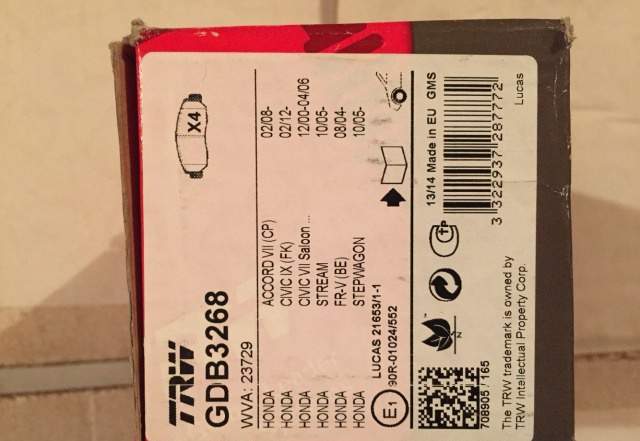 TRW
GDB3268
WVA: 23729
X4
HONDA ACCORD VII (CP) 02/08-
HONDA CIVIC IX (FK) 02/12-
HONDA CIVIC VII Saloon ... 12/00-04/06
HONDA STREAM 10/05-
HONDA FR-V (BE) 08/04-
HONDA STEPWAGON 10/05-
LUCAS 21653/1-1
E1 90R-01024/552
N
13/14 Made in EU GMS
3 322937 287772
Lucas
708905 / 165
The TRW trademark is owned by
TRW Intellectual Property Corp.